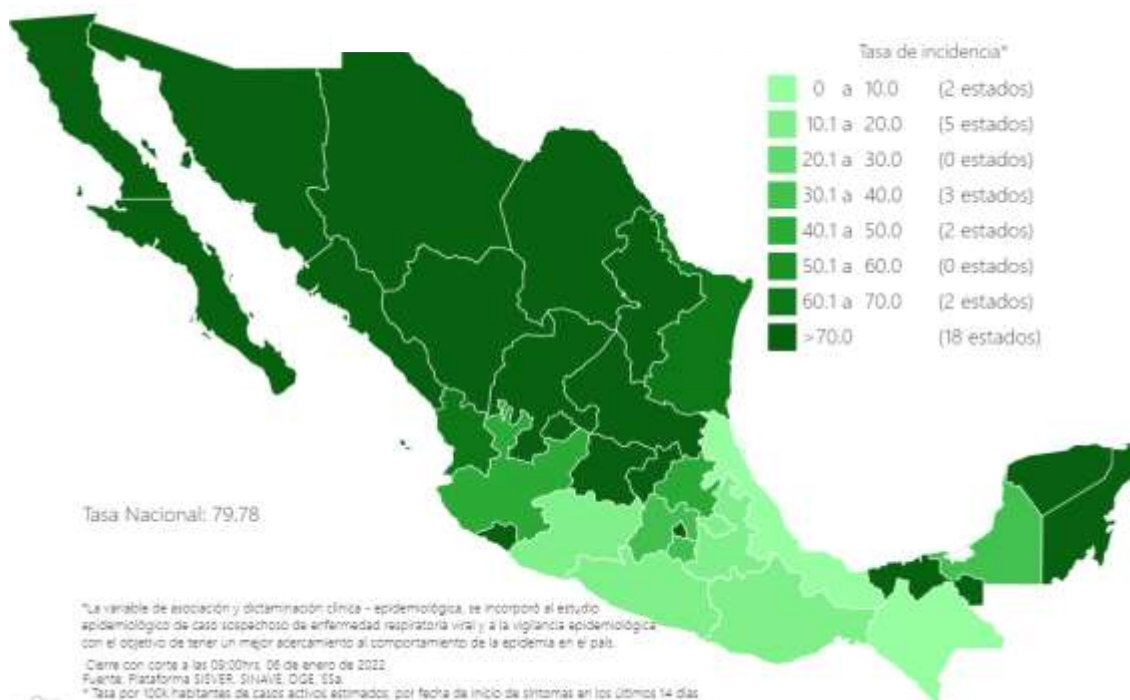 Tasa de incidencia*
0 a 10.0 (2 estados)
10.1 a 20.0 (5 estados)
20.1 a 30.0 (0 estados)
30.1 a 40.0 (3 estados)
40.1 a 50.0 (2 estados)
50.1 a 60.0 (0 estados)
60.1 a 70.0 (2 estados)
>70.0 (18 estados)
Tasa Nacional: 79.78
*La variable de asociación y dictaminación clínica - epidemiológica, se incorporó al estudio
epidemiológico de caso sospechoso de enfermedad respiratoria viral y a la vigilancia epidemiológica
con el objetivo de tener un mejor acercamiento al comportamiento de la epidemia en el país.
Cierre con corte a las 09:00hrs, 06 de enero de 2022
Fuente: Plataforma SISVER, SINAVE, DGE, SSa.
* Tasa por 100k habitantes de casos activos estimados, por fecha de inicio de síntomas en los últimos 14 días